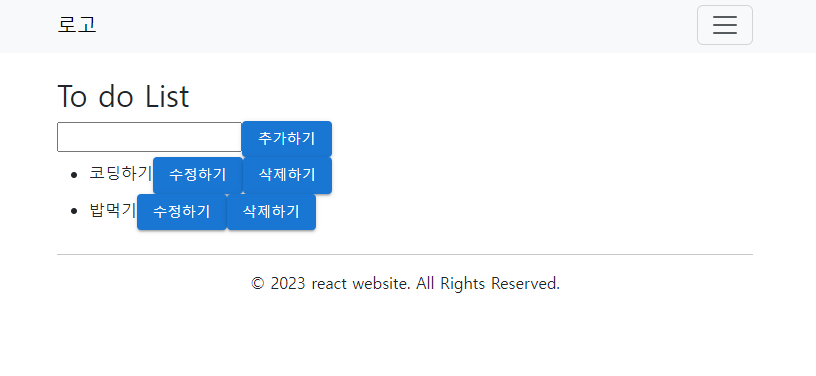 로고
To do List
추가하기
코딩하기 수정하기 삭제하기
밥먹기 수정하기 삭제하기
© 2023 react website. All Rights Reserved.